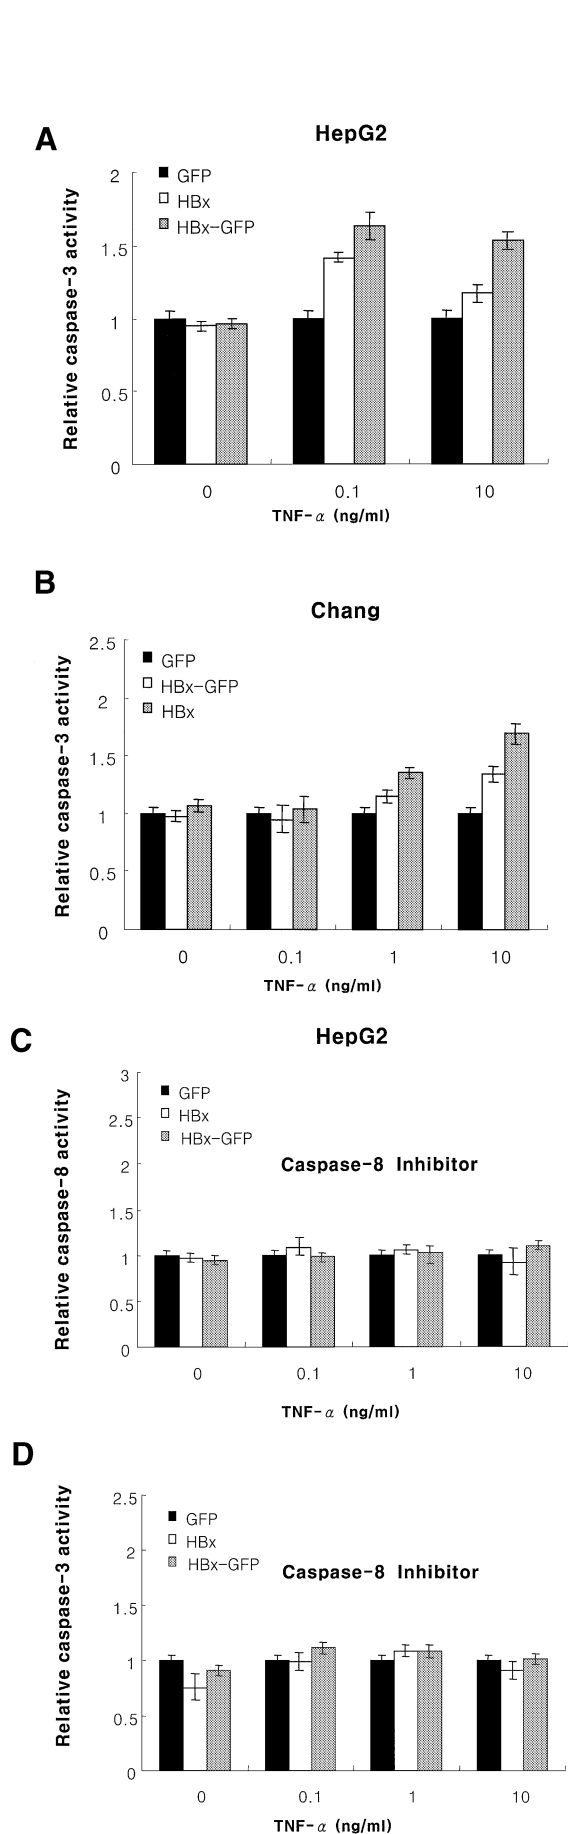 A
HepG2
GFP
HBx
HBx-GFP
Relative caspase-3 activity
2
1.5
1
0.5
0
0 0.1 10
TNF-α (ng/ml)
B
Chang
GFP
HBx-GFP
HBx
Relative caspase-3 activity
2.5
2
1.5
1
0.5
0
0 0.1 1 10
TNF-α (ng/ml)
C
HepG2
GFP
HBx
HBx-GFP
Caspase-8 Inhibitor
Relative caspase-8 activity
3
2.5
2
1.5
1
0.5
0
0 0.1 1 10
TNF-α (ng/ml)
D
GFP
HBx
HBx-GFP
Caspase-8 Inhibitor
Relative caspase-3 activity
2.5
2
1.5
1
0.5
0
0 0.1 1 10
TNF-α (ng/ml)